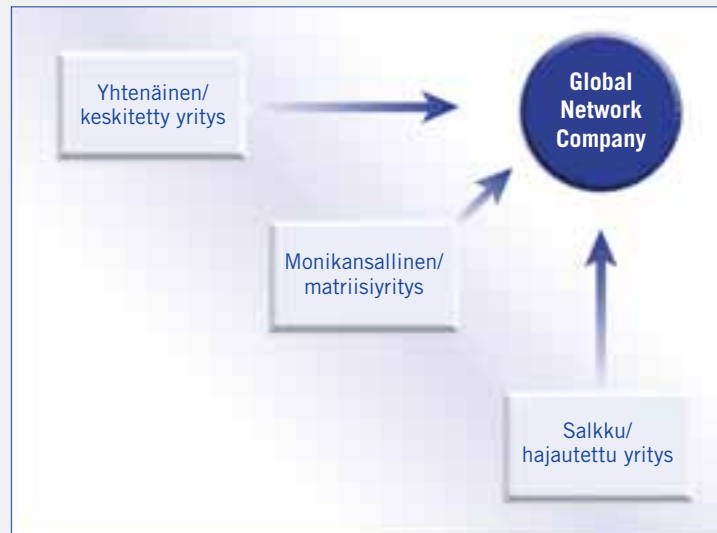 Yhtenäinen/
keskitetty yritys
Global
Network
Company
Monikansallinen/
matriisiyritys
Salkku/
hajautettu yritys